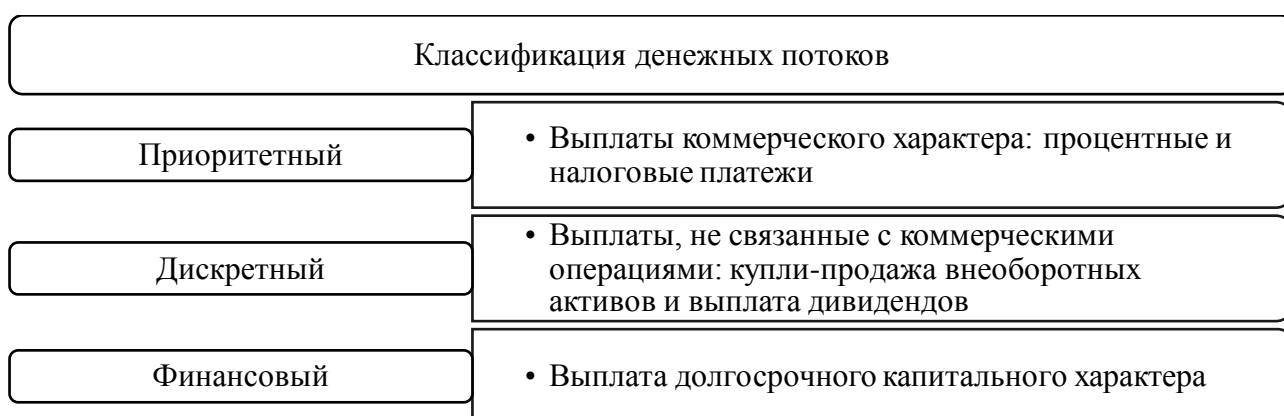 Классификация денежных потоков
Приоритетный
• Выплаты коммерческого характера: процентные и
налоговые платежи
Дискретный
• Выплаты, не связанные с коммерческими
операциями: купли-продажа внеоборотных
активов и выплата дивидендов
Финансовый
• Выплата долгосрочного капитального характера